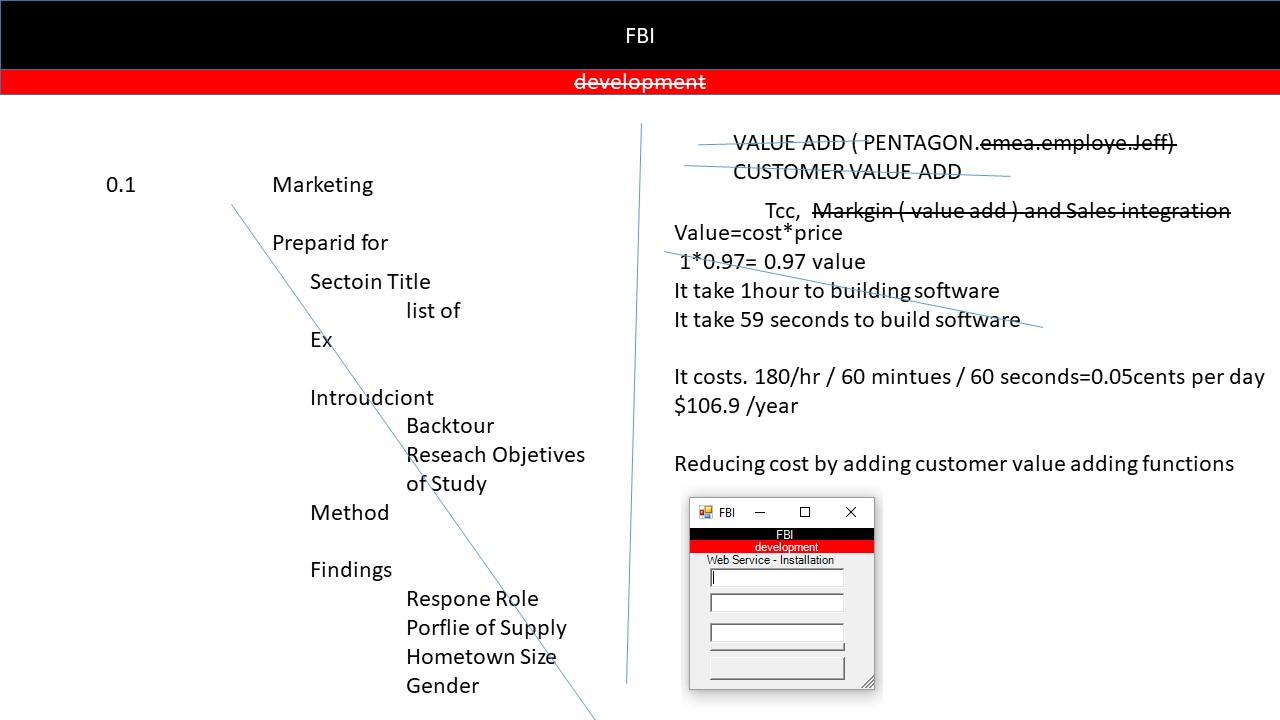 FBI
development
0.1
Marketing
Preparid for
Sectoin Title
list of
Ex
Introudciont
Backtour
Reseach Objetives
of Study
Method
Findings
Respone Role
Porflie of Supply
Hometown Size
Gender
VALUE ADD ( PENTAGON.emea.employe.Jeff)
CUSTOMER VALUE ADD
Tcc, Markgin ( value add ) and Sales integration
Value=cost*price
1*0.97= 0.97 value
It take 1hour to building software
It take 59 seconds to build software
It costs. 180/hr / 60 mintues / 60 seconds=0.05cents per day
$106.9 /year
Reducing cost by adding customer value adding functions
FBI
FBI
development
Web Service - Installation